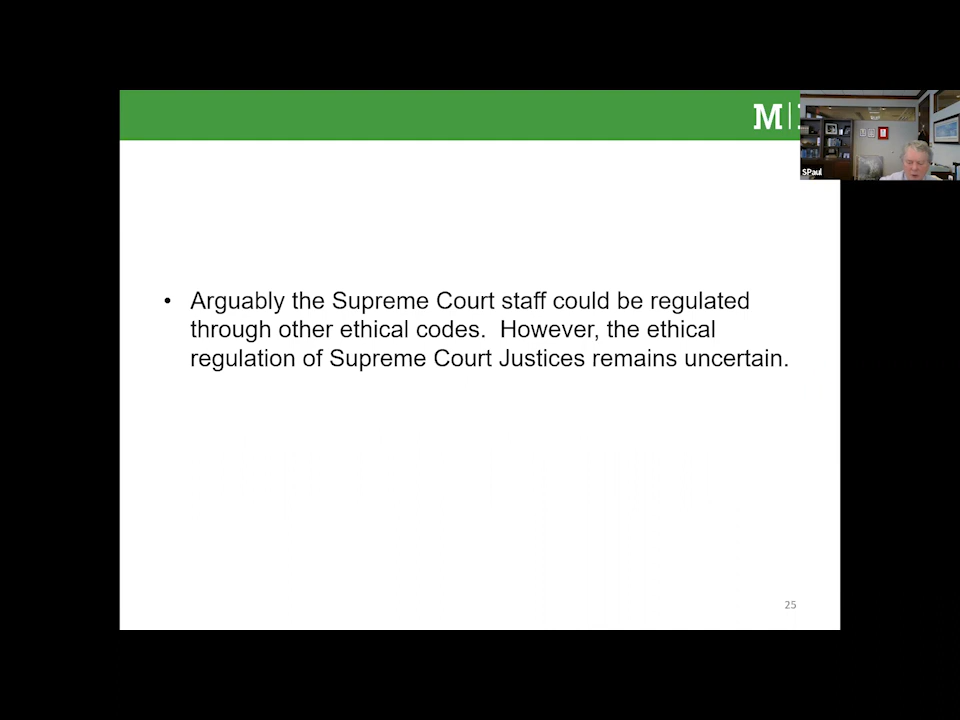 M
SPaul
• Arguably the Supreme Court staff could be regulated
through other ethical codes.  However, the ethical
regulation of Supreme Court Justices remains uncertain.
25